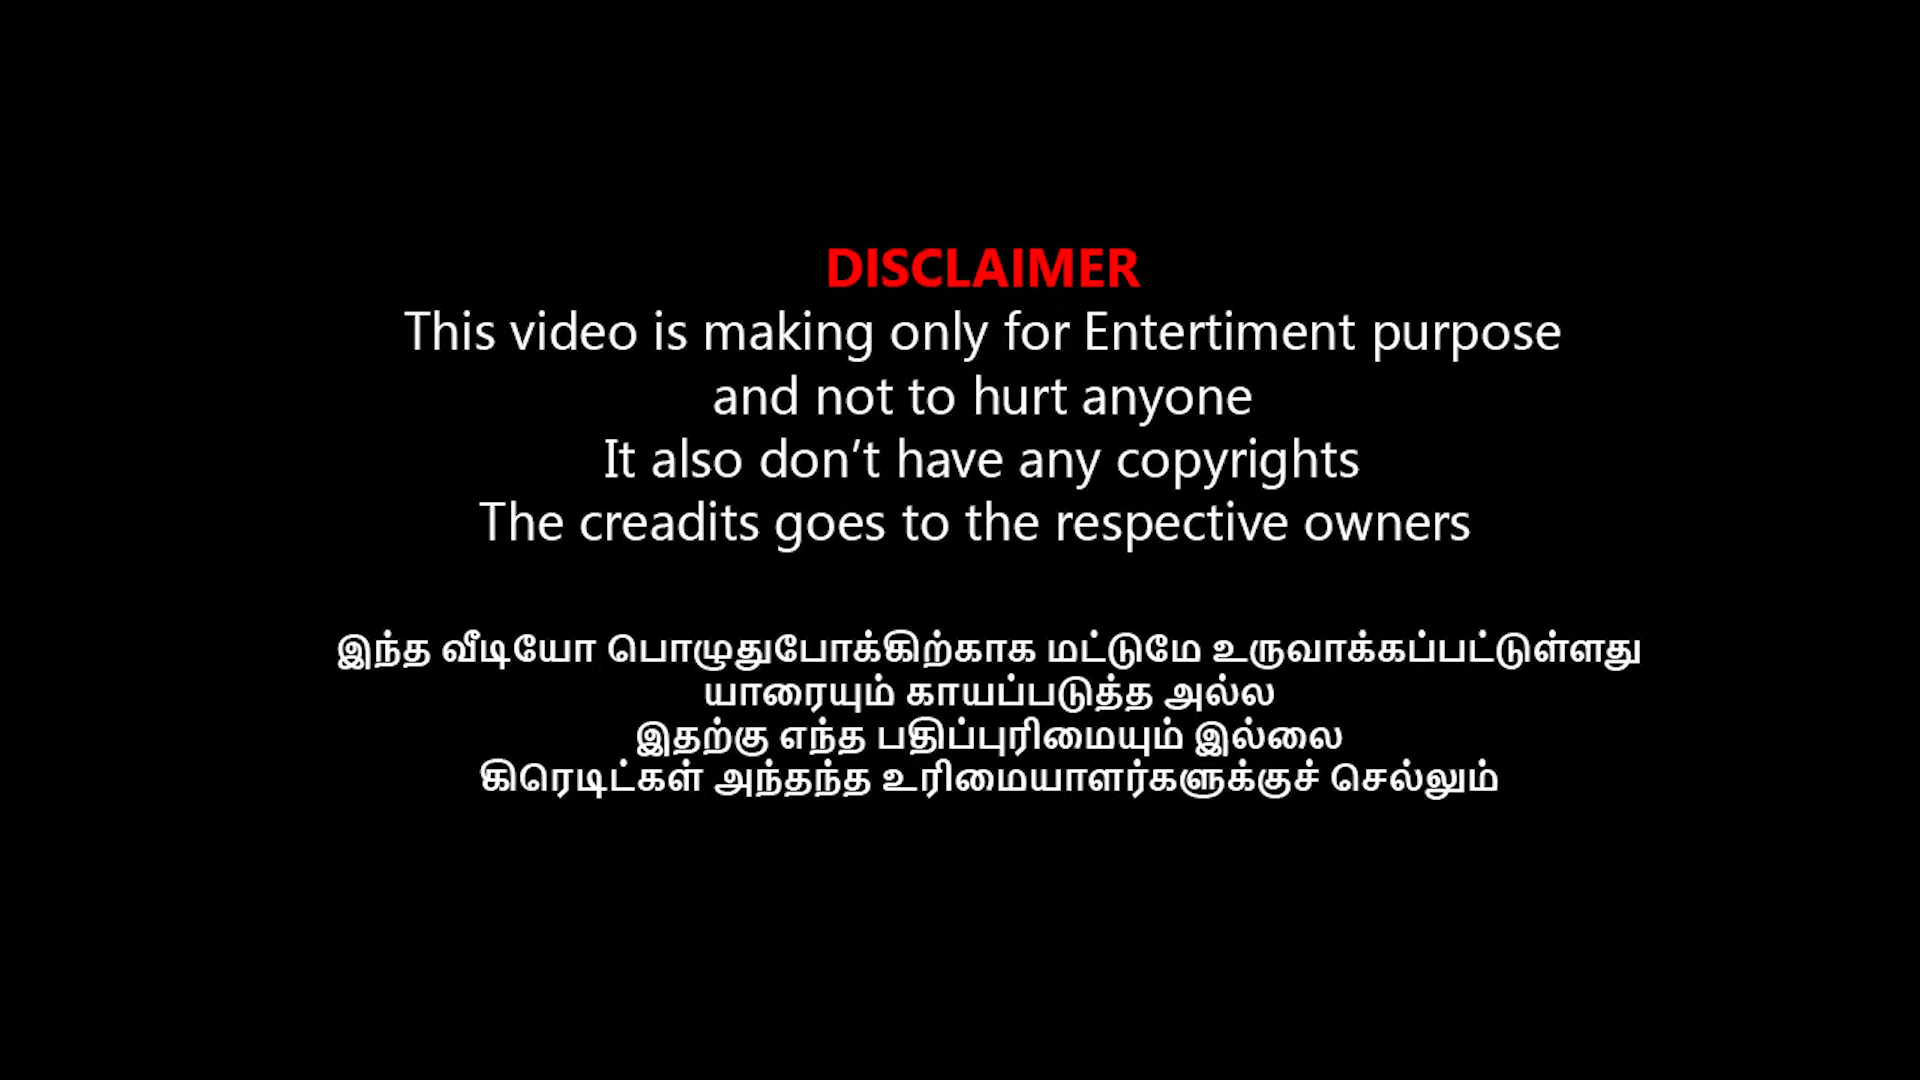 DISCLAIMER
This video is making only for Entertiment purpose
and not to hurt anyone
It also don’t have any copyrights
The creadits goes to the respective owners
இந்த வீடியோ பொழுதுபோக்கிற்காக மட்டுமே உருவாக்கப்பட்டுள்ளது
யாரையும் காயப்படுத்த அல்ல
இதற்கு எந்த பதிப்புரிமையும் இல்லை
கிரெடிட்கள் அந்தந்த உரிமையாளர்களுக்குச் செல்லும்